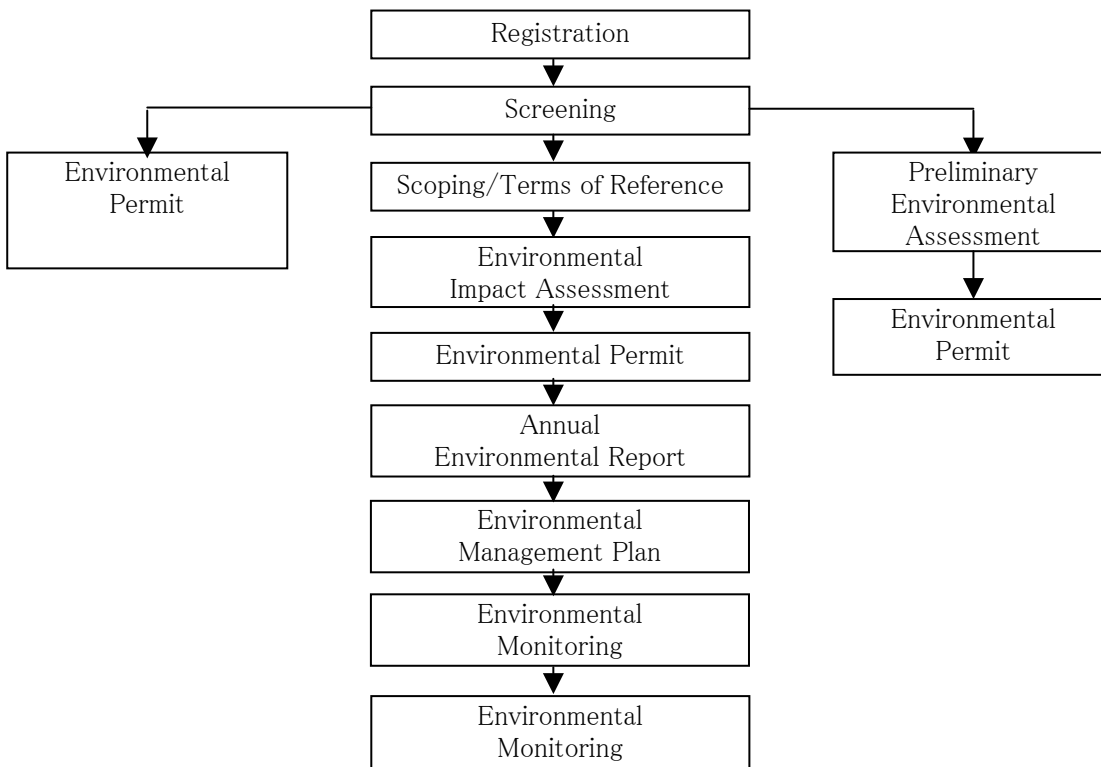 Registration
Screening
Environmental
Permit
Scoping/Terms of Reference
Preliminary
Environmental
Assessment
Environmental
Impact Assessment
Environmental
Permit
Environmental Permit
Annual
Environmental Report
Environmental
Management Plan
Environmental
Monitoring
Environmental
Monitoring